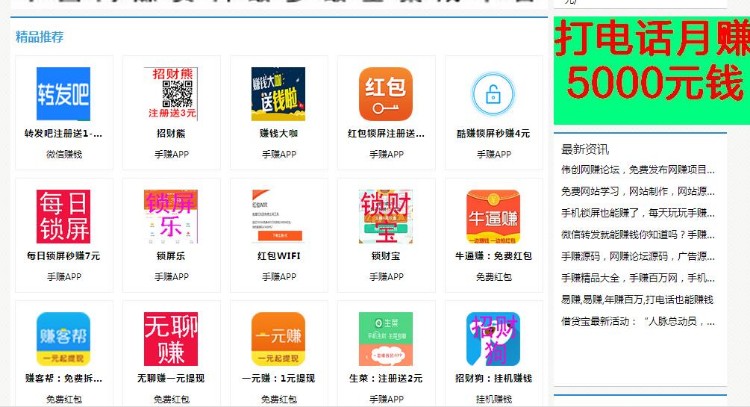 精品推荐
转发吧
招财熊
注册送3元
赚钱大咖:
送钱啦
红包
转发吧注册送1-...
招财熊
赚钱大咖
红包锁屏注册送...
酷赚锁屏秒赚4元
微信赚钱
手赚APP
手赚APP
手赚APP
手赚APP
每日
锁屏
锁屏
乐
锁财
宝
牛逼赚
每日锁屏秒赚7元
锁屏乐
红包WIFI
锁财宝
牛逼赚：免费红包
手赚APP
手赚APP
手赚APP
手赚APP
免费红包
赚客帮
一元起提现
无聊
赚
一元赚
一元起提现
生菜
招财
狗
赚客帮：免费拆...
无聊赚一元提现
一元赚：1元提现
生菜：注册送2元
招财狗：挂机赚钱
免费红包
免费红包
免费红包
手赚APP
挂机赚钱
打电话月赚
5000元钱
最新资讯
伟创网赚论坛，免费发布网赚项目...
免费网站学习，网站制作，网站源...
手机锁屏也能赚了，每天玩玩手赚...
微信转发就能赚钱你知道吗？手赚...
手赚源码，网赚论坛源码，广告源...
手赚精品大全，手赚百万网，手机...
易赚,易赚,年赚百万,打电话也能赚钱
借贷宝最新活动：“人脉总动员，...